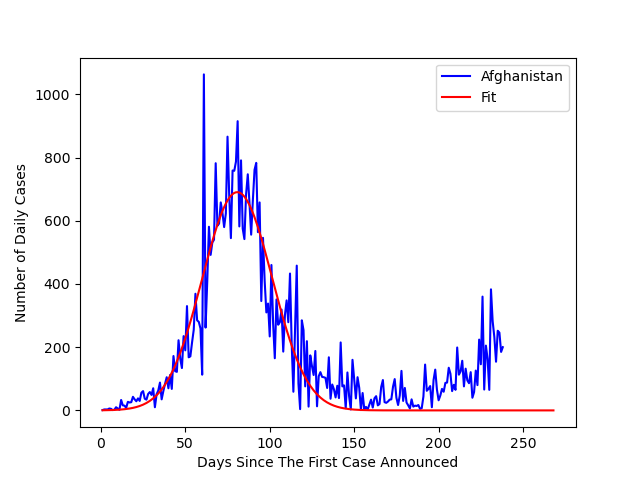 Afghanistan
Fit
Number of Daily Cases
1000
800
600
400
200
0
0 50 100 150 200 250
Days Since The First Case Announced